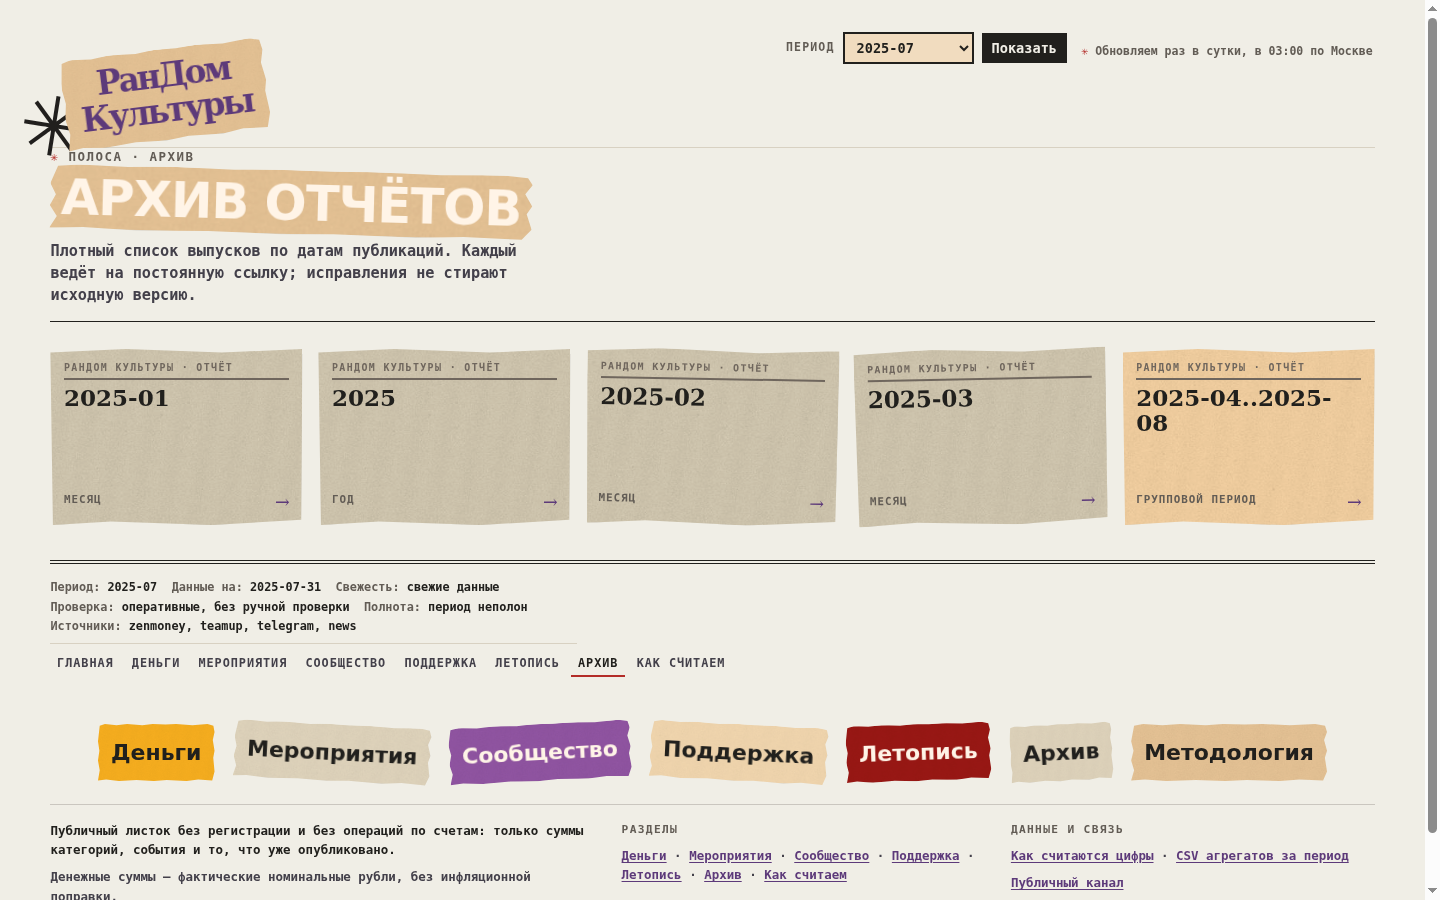 РанДом
Культуры
ПЕРИОД 2025-07 Показать ✳ Обновляем раз в сутки, в 03:00 по Москве
✳ ПОЛОСА · АРХИВ
АРХИВ ОТЧЁТОВ
Плотный список выпусков по датам публикаций. Каждый
ведёт на постоянную ссылку; исправления не стирают
исходную версию.
РАНДОМ КУЛЬТУРЫ · ОТЧЁТ
2025-01
МЕСЯЦ →
РАНДОМ КУЛЬТУРЫ · ОТЧЁТ
2025
ГОД →
РАНДОМ КУЛЬТУРЫ · ОТЧЁТ
2025-02
МЕСЯЦ →
РАНДОМ КУЛЬТУРЫ · ОТЧЁТ
2025-03
МЕСЯЦ →
РАНДОМ КУЛЬТУРЫ · ОТЧЁТ
2025-04..2025-
08
ГРУППОВОЙ ПЕРИОД →
Период: 2025-07 Данные на: 2025-07-31 Свежесть: свежие данные
Проверка: оперативные, без ручной проверки Полнота: период неполон
Источники: zenmoney, teamup, telegram, news
ГЛАВНАЯ ДЕНЬГИ МЕРОПРИЯТИЯ СООБЩЕСТВО ПОДДЕРЖКА ЛЕТОПИСЬ АРХИВ КАК СЧИТАЕМ
Деньги Мероприятия Сообщество Поддержка Летопись Архив Методология
Публичный листок без регистрации и без операций по счетам: только суммы
категорий, события и то, что уже опубликовано.
Денежные суммы — фактические номинальные рубли, без инфляционной
поправки.
РАЗДЕЛЫ
Деньги · Мероприятия · Сообщество · Поддержка ·
Летопись · Архив · Как считаем
ДАННЫЕ И СВЯЗЬ
Как считаются цифры · CSV агрегатов за период
Публичный канал